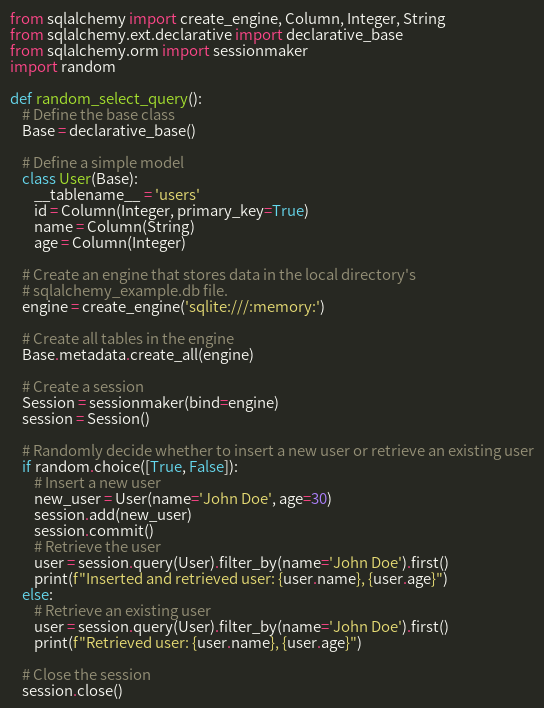 from sqlalchemy import create_engine, Column, Integer, String
from sqlalchemy.ext.declarative import declarative_base
from sqlalchemy.orm import sessionmaker
import random

def random_select_query():
    # Define the base class
    Base = declarative_base()

    # Define a simple model
    class User(Base):
        __tablename__ = 'users'
        id = Column(Integer, primary_key=True)
        name = Column(String)
        age = Column(Integer)

    # Create an engine that stores data in the local directory's
    # sqlalchemy_example.db file.
    engine = create_engine('sqlite:///:memory:')

    # Create all tables in the engine
    Base.metadata.create_all(engine)

    # Create a session
    Session = sessionmaker(bind=engine)
    session = Session()

    # Randomly decide whether to insert a new user or retrieve an existing user
    if random.choice([True, False]):
        # Insert a new user
        new_user = User(name='John Doe', age=30)
        session.add(new_user)
        session.commit()
        # Retrieve the user
        user = session.query(User).filter_by(name='John Doe').first()
        print(f"Inserted and retrieved user: {user.name}, {user.age}")
    else:
        # Retrieve an existing user
        user = session.query(User).filter_by(name='John Doe').first()
        print(f"Retrieved user: {user.name}, {user.age}")

    # Close the session
    session.close()